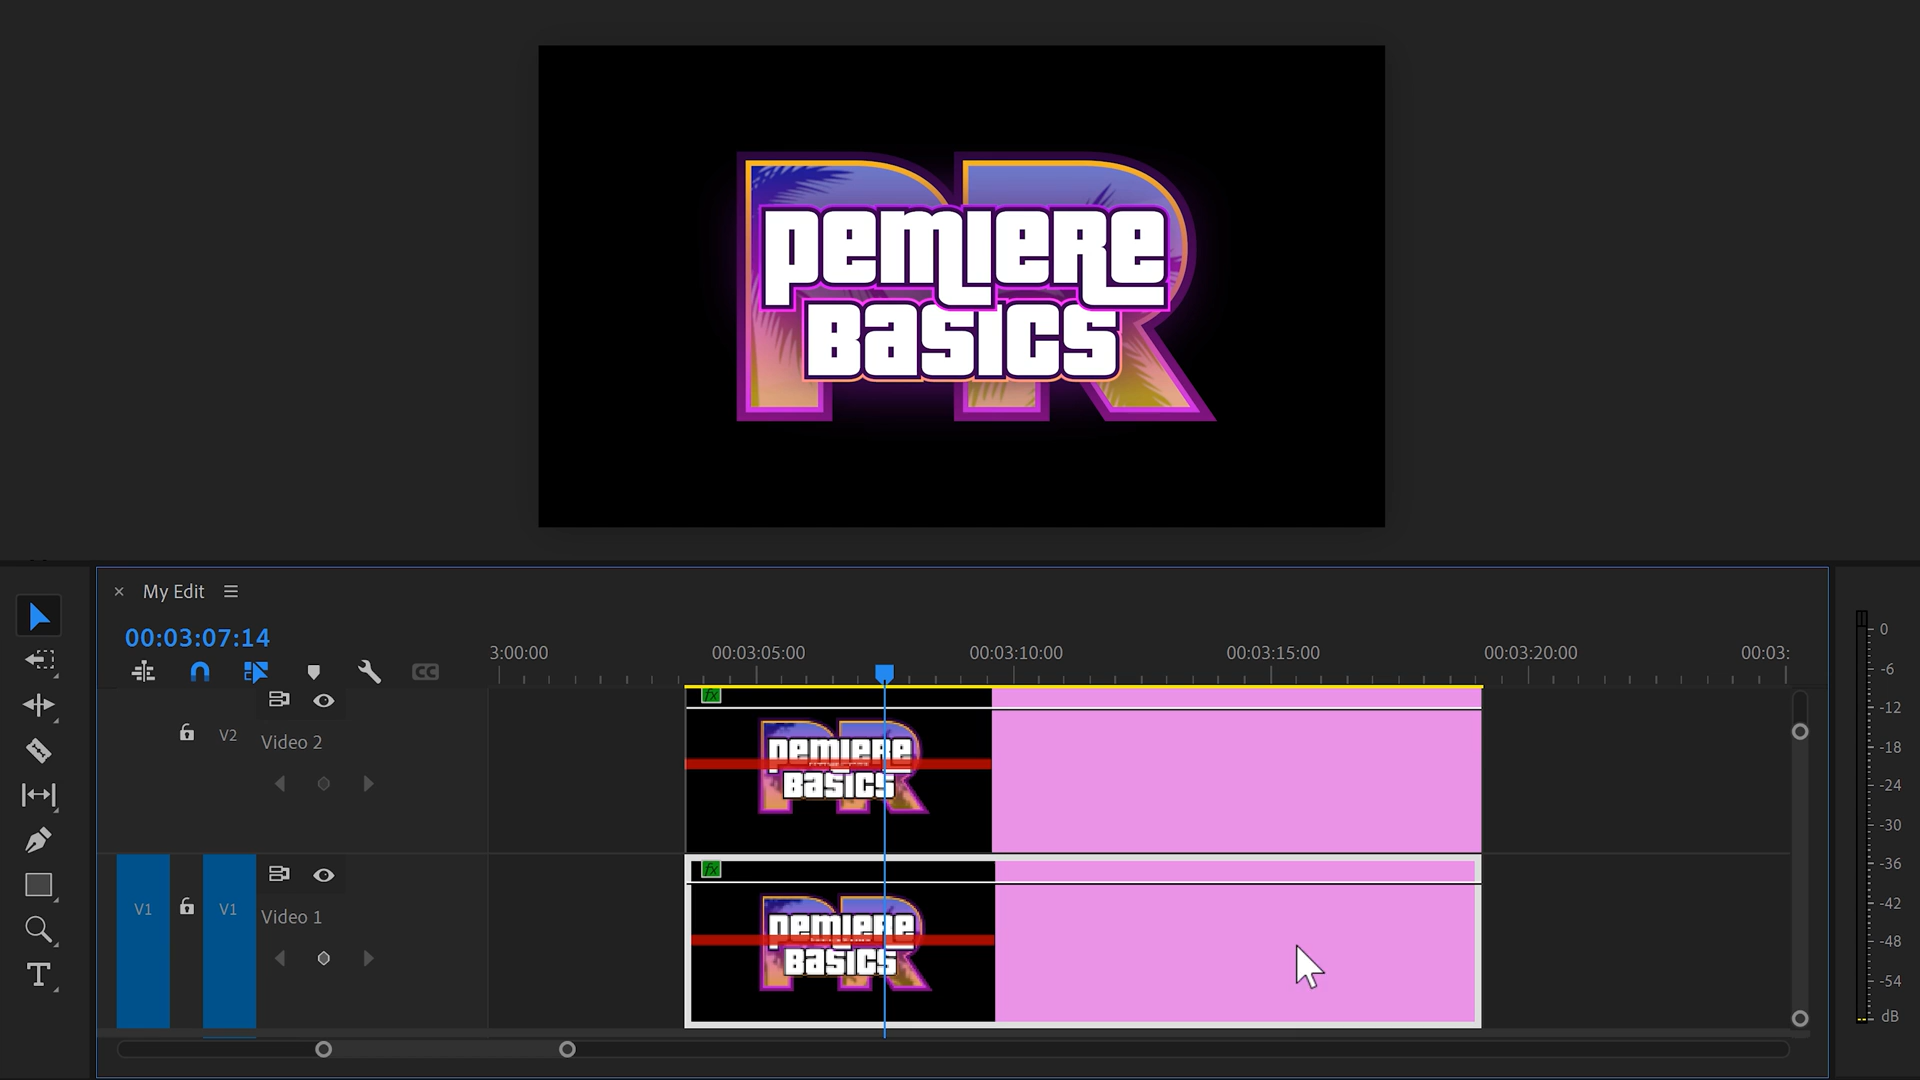 PR
PEMIERE
BASICS
My Edit
00:03:07:14
3:00:00 00:03:05:00 00:03:10:00 00:03:15:00 00:03:20:00 00:03:
CC
fx
V2 Video 2
PEMIERE
BASICS
fx
V1 V1 Video 1
PEMIERE
BASICS
T
0
-6
-12
-18
-24
-30
-36
-42
-48
-54
dB